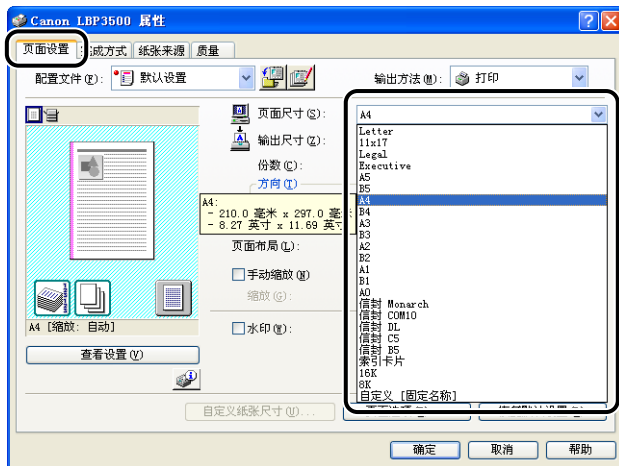 Canon LBP3500 属性
页面设置 完成方式 纸张来源 质量
配置文件(F): 默认设置 输出方法(M): 打印
页面尺寸(S): A4
输出尺寸(Z):
份数(C):
方向(T)
A4:
- 210.0 毫米 x 297.0 毫
- 8.27 英寸 x 11.69 英寸
页面布局(L):
手动缩放(N)
缩放(G):
水印(W):
Letter
11x17
Legal
Executive
A5
B5
A4
B4
A3
B3
A2
B2
A1
B1
A0
信封 Monarch
信封 COM10
信封 DL
信封 C5
信封 B5
索引卡片
16K
8K
自定义 [固定名称]
A4 [缩放: 自动]
查看设置(V)
自定义纸张尺寸(U)...
确定 取消 帮助